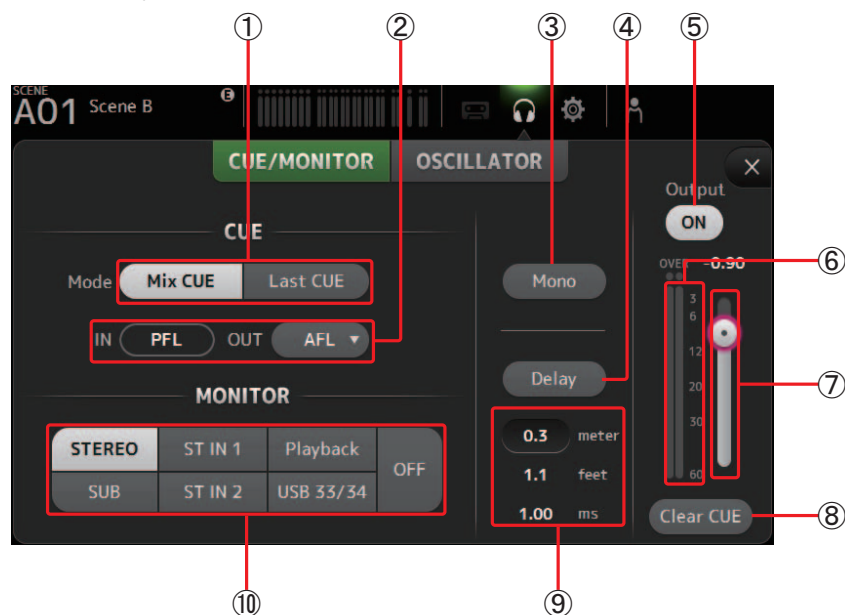 ① ② ③ ④ ⑤
SCENE
A01 Scene B E
CUE/MONITOR OSCILLATOR
Output
ON
CUE
OVER -0.90 ⑥
Mode Mix CUE Last CUE Mono
3
6
IN PFL OUT AFL
12
Delay 20 ⑦
MONITOR
30
STEREO ST IN 1 Playback OFF 0.3 meter
SUB ST IN 2 USB 33/34 1.1 feet 60
1.00 ms Clear CUE ⑧
⑩ ⑨